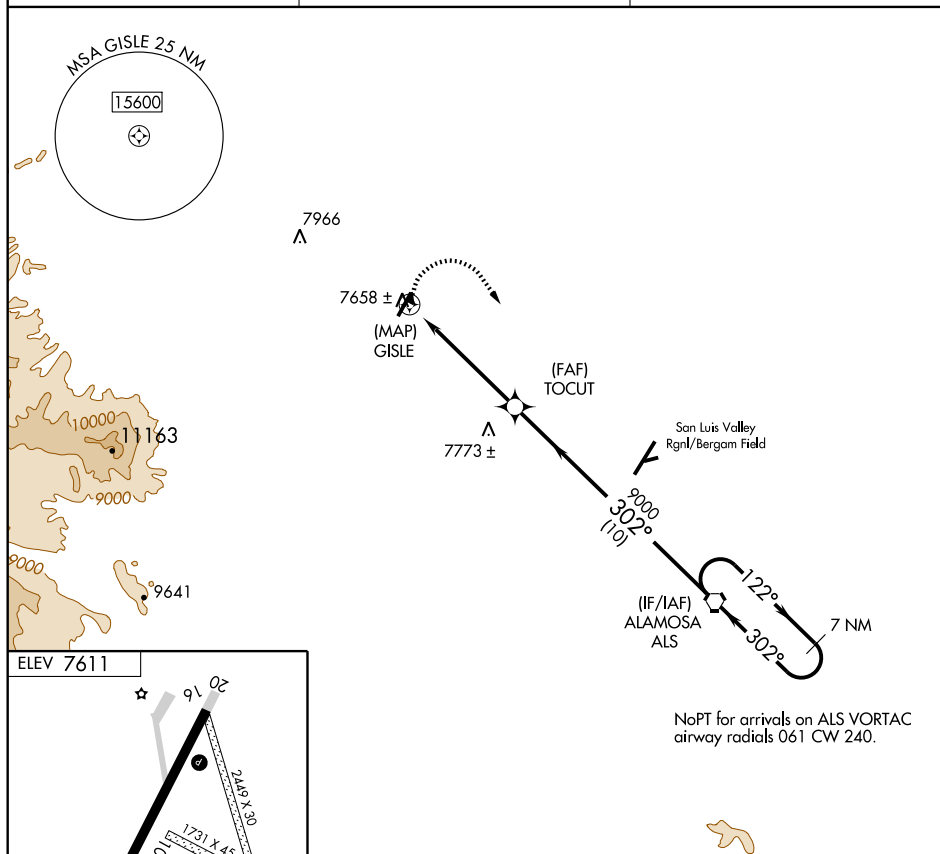 MSA GISLE 25 NM
15600
7966
7658 ±
(MAP)
GISLE
(FAF)
TOCUT
7773 ±
San Luis Valley
Rgnl/Bergam Field
10000
11163
9000
9000
302°
(10)
9000
9641
(IF/IAF)
ALAMOSA
ALS
122°
302°
7 NM
NoPT for arrivals on ALS VORTAC
airway radials 061 CW 240.
ELEV 7611
16
20
P
2449 X 30
1731 X 45